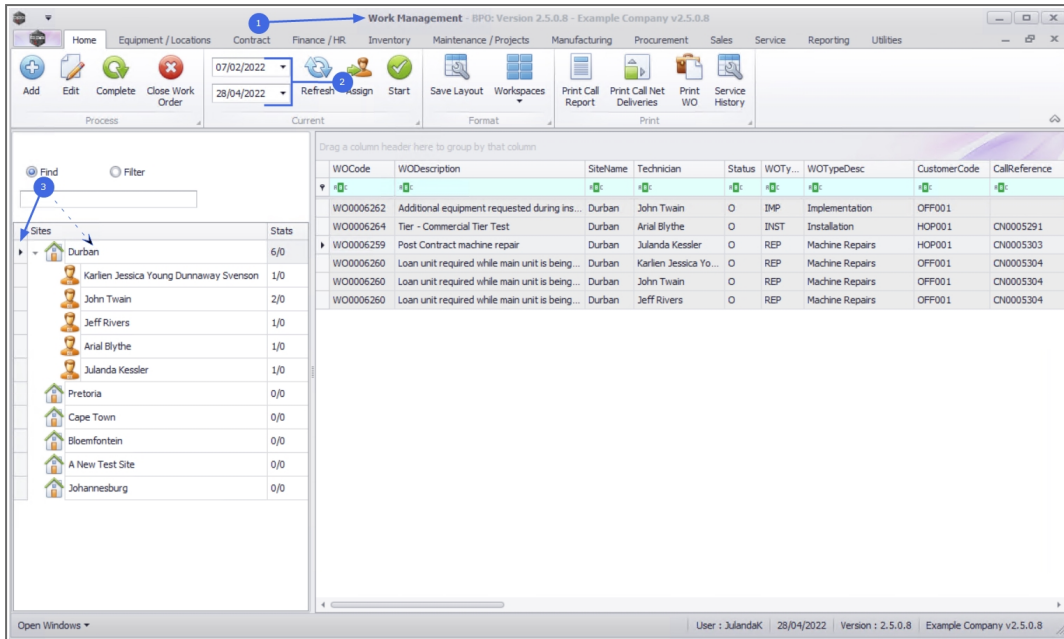 1
Work Management - BPO: Version 2.5.0.8 - Example Company v2.5.0.8
Home Equipment / Locations Contract Finance / HR Inventory Maintenance / Projects Manufacturing Procurement Sales Service Reporting Utilities
07/02/2022
28/04/2022
2
Add Edit Complete Close Work Order
Refresh Assign Start
Save Layout Workspaces
Print Call Report Print Call Net Deliveries Print WO Service History
Process Current Format Print
Find Filter
3
Sites Stats
Durban 6/0
Karlien Jessica Young Dunnaway Svenson 1/0
John Twain 2/0
Jeff Rivers 1/0
Arial Blythe 1/0
Julanda Kessler 1/0
Pretoria 0/0
Cape Town 0/0
Bloemfontein 0/0
A New Test Site 0/0
Johannesburg 0/0
Drag a column header here to group by that column
WOCode WODescription SiteName Technician Status WOTy... WOTypeDesc CustomerCode CallReference
WO0006262 Additional equipment requested during ins... Durban John Twain O IMP Implementation OFF001
WO0006264 Tier - Commercial Tier Test Durban Arial Blythe O INST Installation HOP001 CN0005291
WO0006259 Post Contract machine repair Durban Julanda Kessler O REP Machine Repairs HOP001 CN0005303
WO0006260 Loan unit required while main unit is being... Durban Karlien Jessica Yo... O REP Machine Repairs OFF001 CN0005304
WO0006260 Loan unit required while main unit is being... Durban John Twain O REP Machine Repairs OFF001 CN0005304
WO0006260 Loan unit required while main unit is being... Durban Jeff Rivers O REP Machine Repairs OFF001 CN0005304
Open Windows User : JulandaK 28/04/2022 Version : 2.5.0.8 Example Company v2.5.0.8